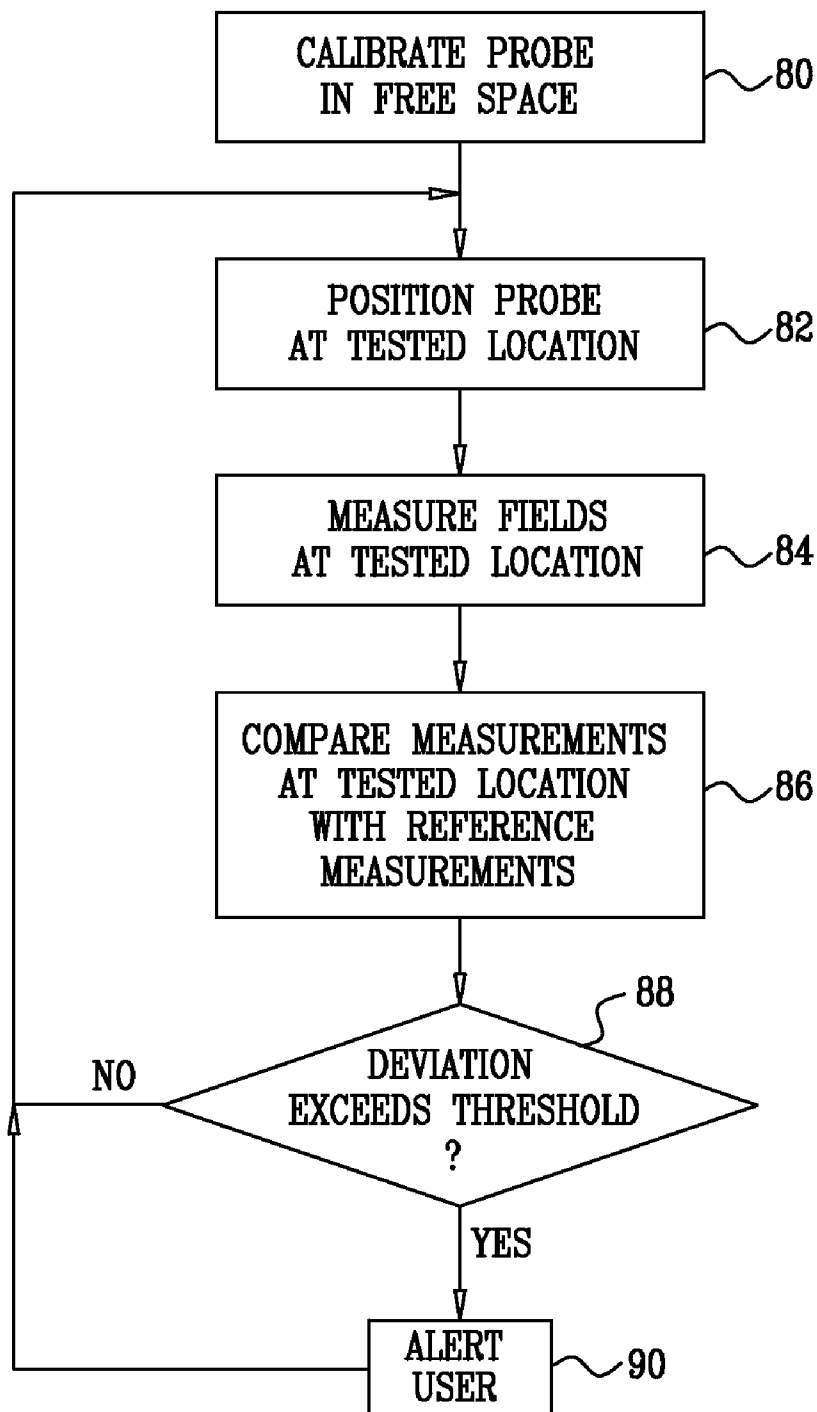 CALIBRATE PROBE
IN FREE SPACE
80
POSITION PROBE
AT TESTED LOCATION
82
MEASURE FIELDS
AT TESTED LOCATION
84
COMPARE MEASUREMENTS
AT TESTED LOCATION
WITH REFERENCE
MEASUREMENTS
86
88
DEVIATION
EXCEEDS THRESHOLD
?
NO
YES
ALERT
USER
90